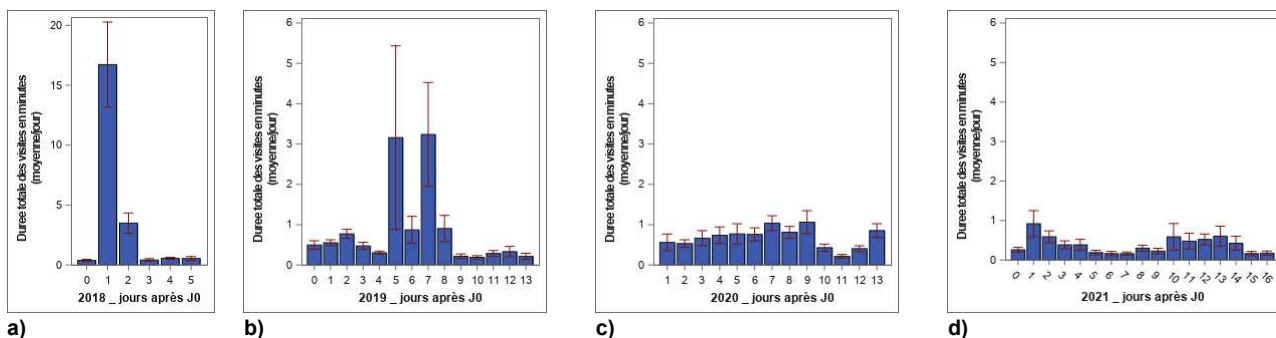 Duree totale des visites en minutes
(moyenne/jour)
20
15
10
5
0
0 1 2 3 4 5
2018 _ jours après J0
a)
Duree totale des visites en minutes
(moyenne/jour)
6
5
4
3
2
1
0
0 1 2 3 4 5 6 7 8 9 10 11 12 13
2019 _ jours après J0
b)
Duree totale des visites en minutes
(moyenne/jour)
6
5
4
3
2
1
0
1 2 3 4 5 6 7 8 9 10 11 12 13
2020 _ jours après J0
c)
Duree totale des visites en minutes
(moyenne/jour)
6
5
4
3
2
1
0
0 1 2 3 4 5 6 7 8 9 10 11 12 13 14 15 16
2021 _ jours après J0
d)